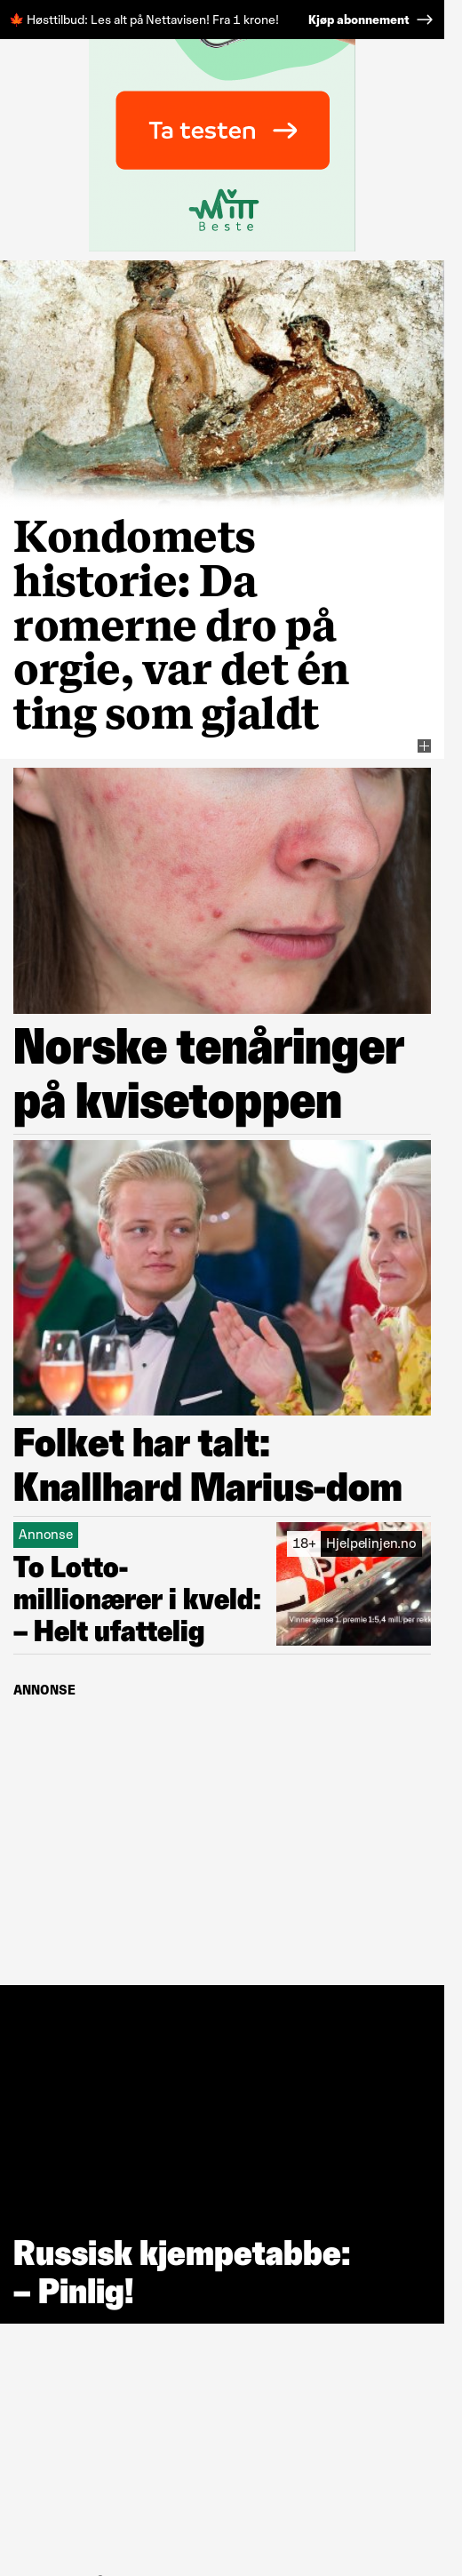 🍁 Høsttilbud: Les alt på Nettavisen! Fra 1 krone! Kjøp abonnement →
Ta testen →
Mitt
Beste
Kondomets
historie: Da
romerne dro på
orgie, var det én
ting som gjaldt
Norske tenåringer
på kvisetoppen
Folket har talt:
Knallhard Marius-dom
Annonse
18+ Hjelpelinjen.no
To Lotto-
millionærer i kveld:
– Helt ufattelig
Vinnersjanse 1. premie 1:5,4 mill. per rekke
ANNONSE
Russisk kjempetabbe:
– Pinlig!